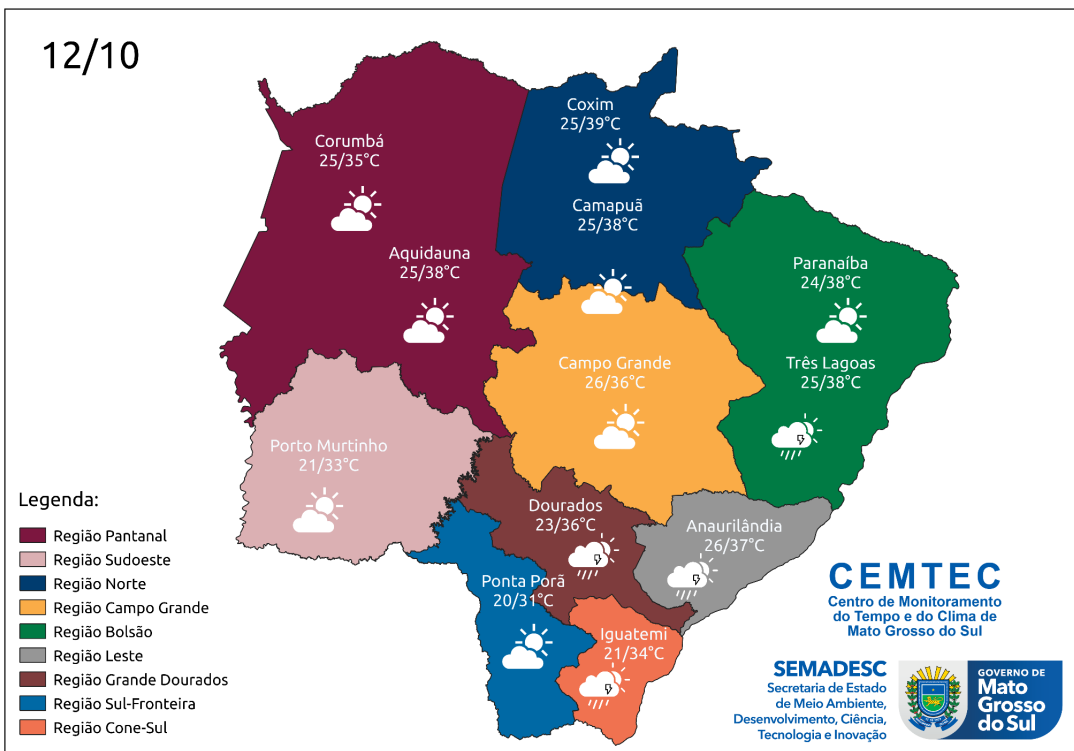 12/10
Coxim
25/39°C
Corumbá
25/35°C
Camapuã
25/38°C
Aquidauna
25/38°C
Paranaíba
24/38°C
Campo Grande
26/36°C
Três Lagoas
25/38°C
Porto Murtinho
21/33°C
Dourados
23/36°C
Anaurilândia
26/37°C
Ponta Porã
20/31°C
Iguatemi
21/34°C
Legenda:
Região Pantanal
Região Sudoeste
Região Norte
Região Campo Grande
Região Bolsão
Região Leste
Região Grande Dourados
Região Sul-Fronteira
Região Cone-Sul
CEMTEC
Centro de Monitoramento
do Tempo e do Clima de
Mato Grosso do Sul
SEMADESC
Secretaria de Estado
de Meio Ambiente,
Desenvolvimento, Ciência,
Tecnologia e Inovação
GOVERNO DE
Mato
Grosso
do Sul